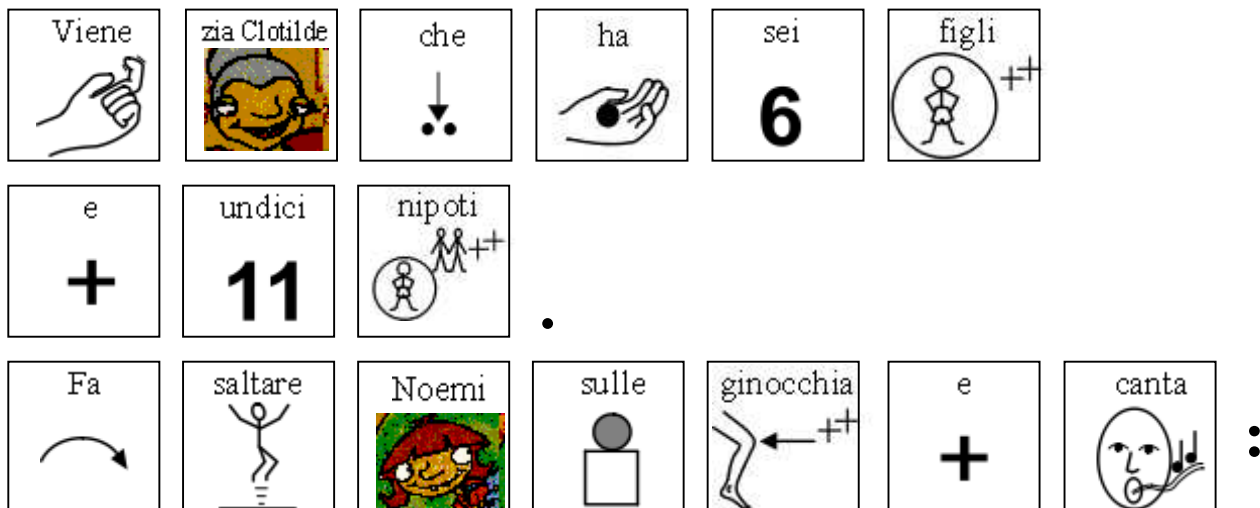 Viene zia Clotilde che ha sei 6 figli
e undici 11 nipoti .
Fa saltare Noemi sulle ginocchia e canta :